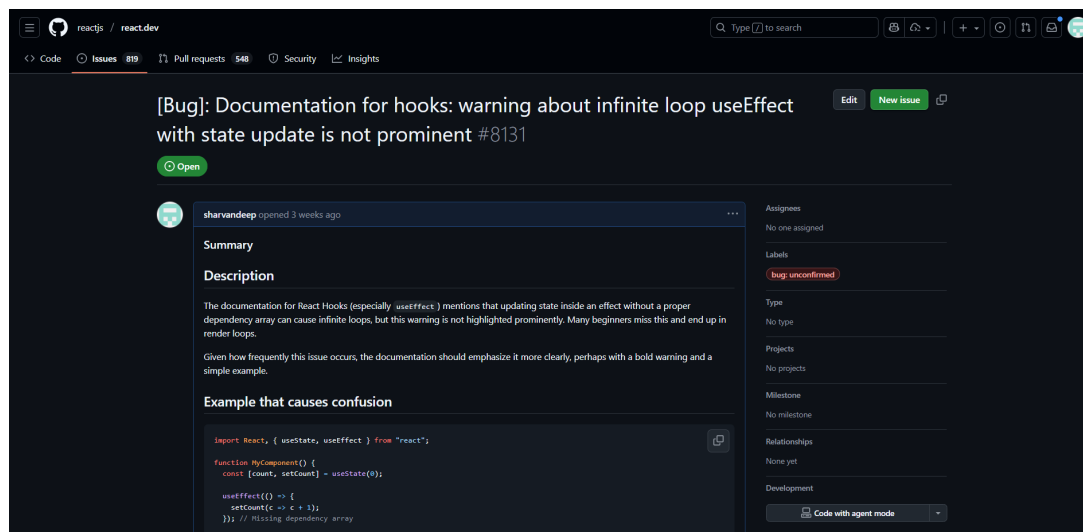 reactjs / react.dev
Type / to search
Code Issues 819 Pull requests 548 Security Insights
[Bug]: Documentation for hooks: warning about infinite loop useEffect
with state update is not prominent #8131
Edit New issue
Open
sharvandeep opened 3 weeks ago
Summary
Description
The documentation for React Hooks (especially useEffect) mentions that updating state inside an effect without a proper
dependency array can cause infinite loops, but this warning is not highlighted prominently. Many beginners miss this and end up in
render loops.
Given how frequently this issue occurs, the documentation should emphasize it more clearly, perhaps with a bold warning and a
simple example.
Example that causes confusion
import React, { useState, useEffect } from "react";
function MyComponent() {
const [count, setCount] = useState(0);
useEffect(() => {
setCount(c => c + 1);
}); // Missing dependency array
Assignees
No one assigned
Labels
bug: unconfirmed
Type
No type
Projects
No projects
Milestone
No milestone
Relationships
None yet
Development
Code with agent mode